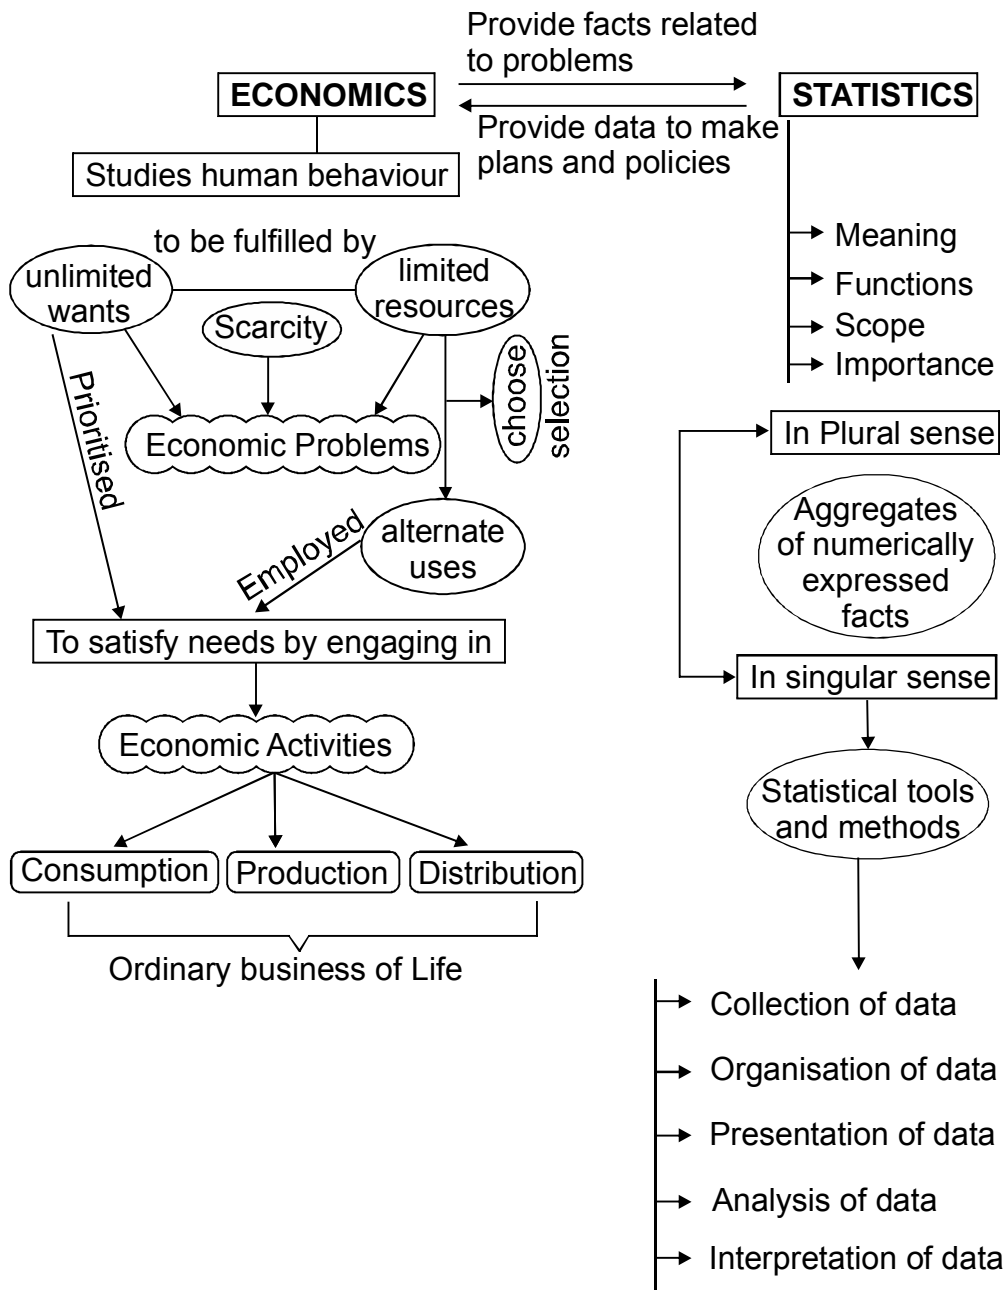 Provide facts related
to problems
ECONOMICS
STATISTICS
Provide data to make
plans and policies
Studies human behaviour
to be fulfilled by
unlimited
wants
limited
resources
Scarcity
choose
selection
Prioritised
Economic Problems
Employed
alternate
uses
To satisfy needs by engaging in
Economic Activities
Consumption
Production
Distribution
Ordinary business of Life
Meaning
Functions
Scope
Importance
In Plural sense
Aggregates
of numerically
expressed
facts
In singular sense
Statistical tools
and methods
Collection of data
Organisation of data
Presentation of data
Analysis of data
Interpretation of data